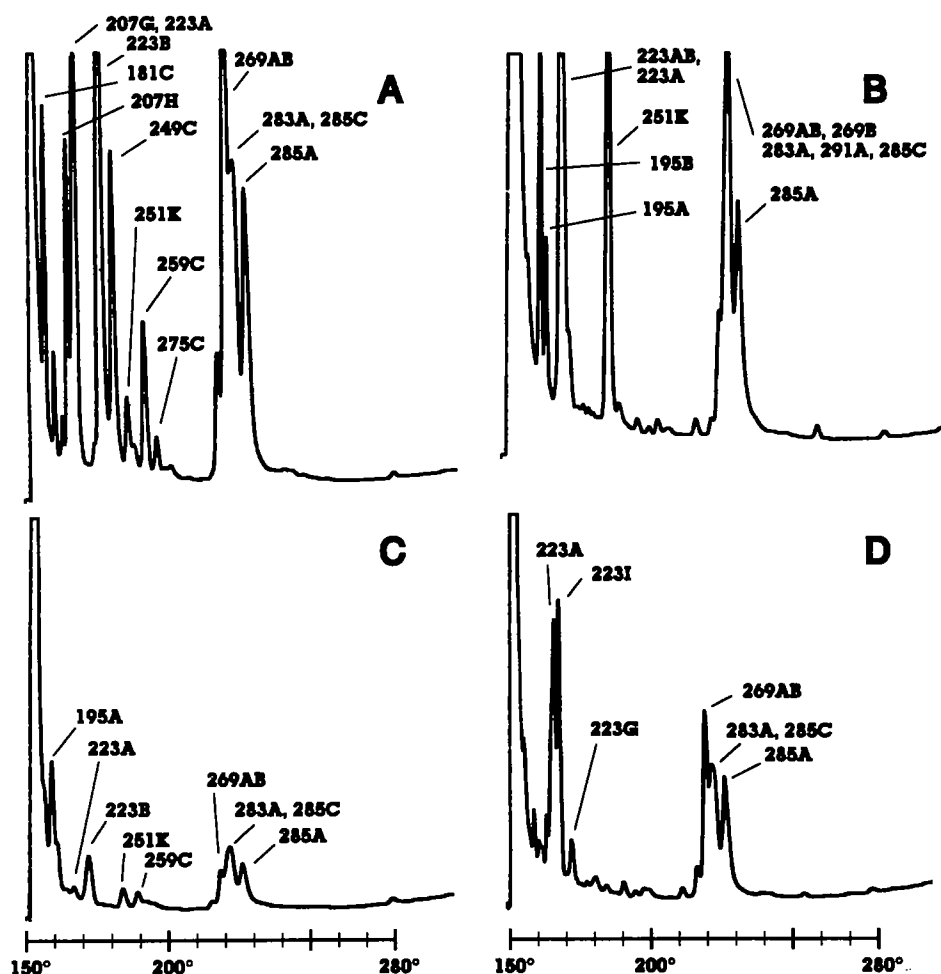 207G, 223A
223B
181C
207H
249C
251K
259C
275C
269AB
283A, 285C
285A
A
223AB,
223A
251K
195B
195A
269AB, 269B
283A, 291A, 285C
285A
B
195A
223A
223B
251K
259C
269AB
283A, 285C
285A
C
223A
223I
223G
269AB
283A, 285C
285A
D
150°
200°
280°
150°
200°
280°